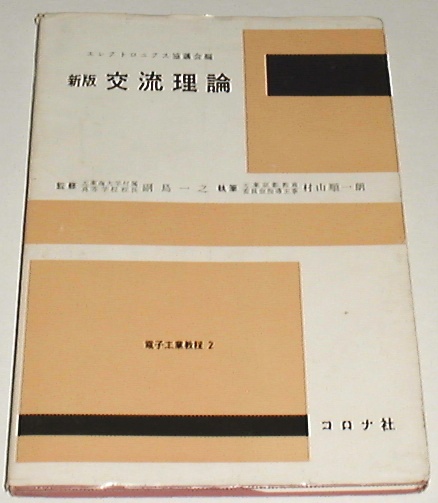 エレクトロニクス協議会編
新版 交流理論
監修 副島一之 執筆 村山順一郎
電子工業教程 2
コロナ社